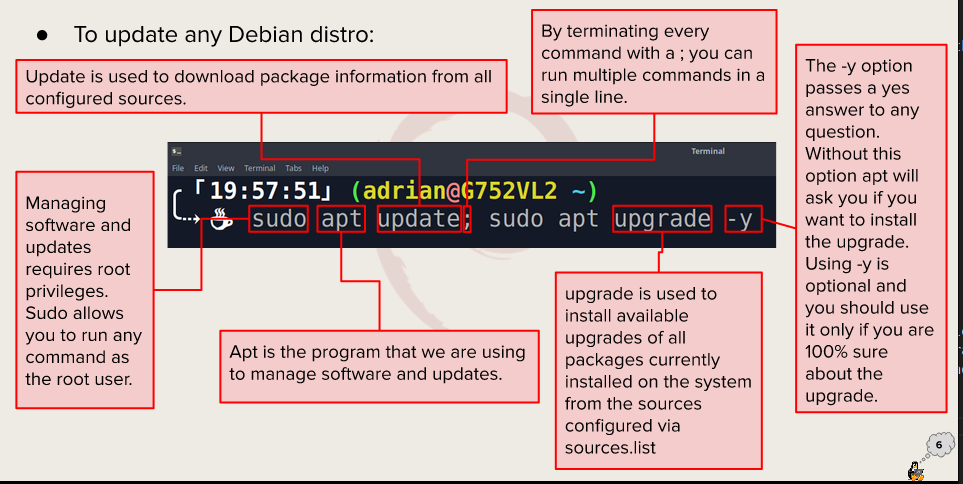 ● To update any Debian distro:
Update is used to download package information from all
configured sources.
By terminating every
command with a ; you can
run multiple commands in a
single line.
The -y option
passes a yes
answer to any
question.
Without this
option apt will
ask you if you
want to install
the upgrade.
Using -y is
optional and
you should use
it only if you are
100% sure
about the
upgrade.
Managing
software and
updates
requires root
privileges.
Sudo allows
you to run any
command as
the root user.
Terminal
File Edit View Terminal Tabs Help
「19:57:51」 (adrian@G752VL2 ~)
sudo apt update; sudo apt upgrade -y
Apt is the program that we are using
to manage software and updates.
upgrade is used to
install available
upgrades of all
packages currently
installed on the system
from the sources
configured via
sources.list
6